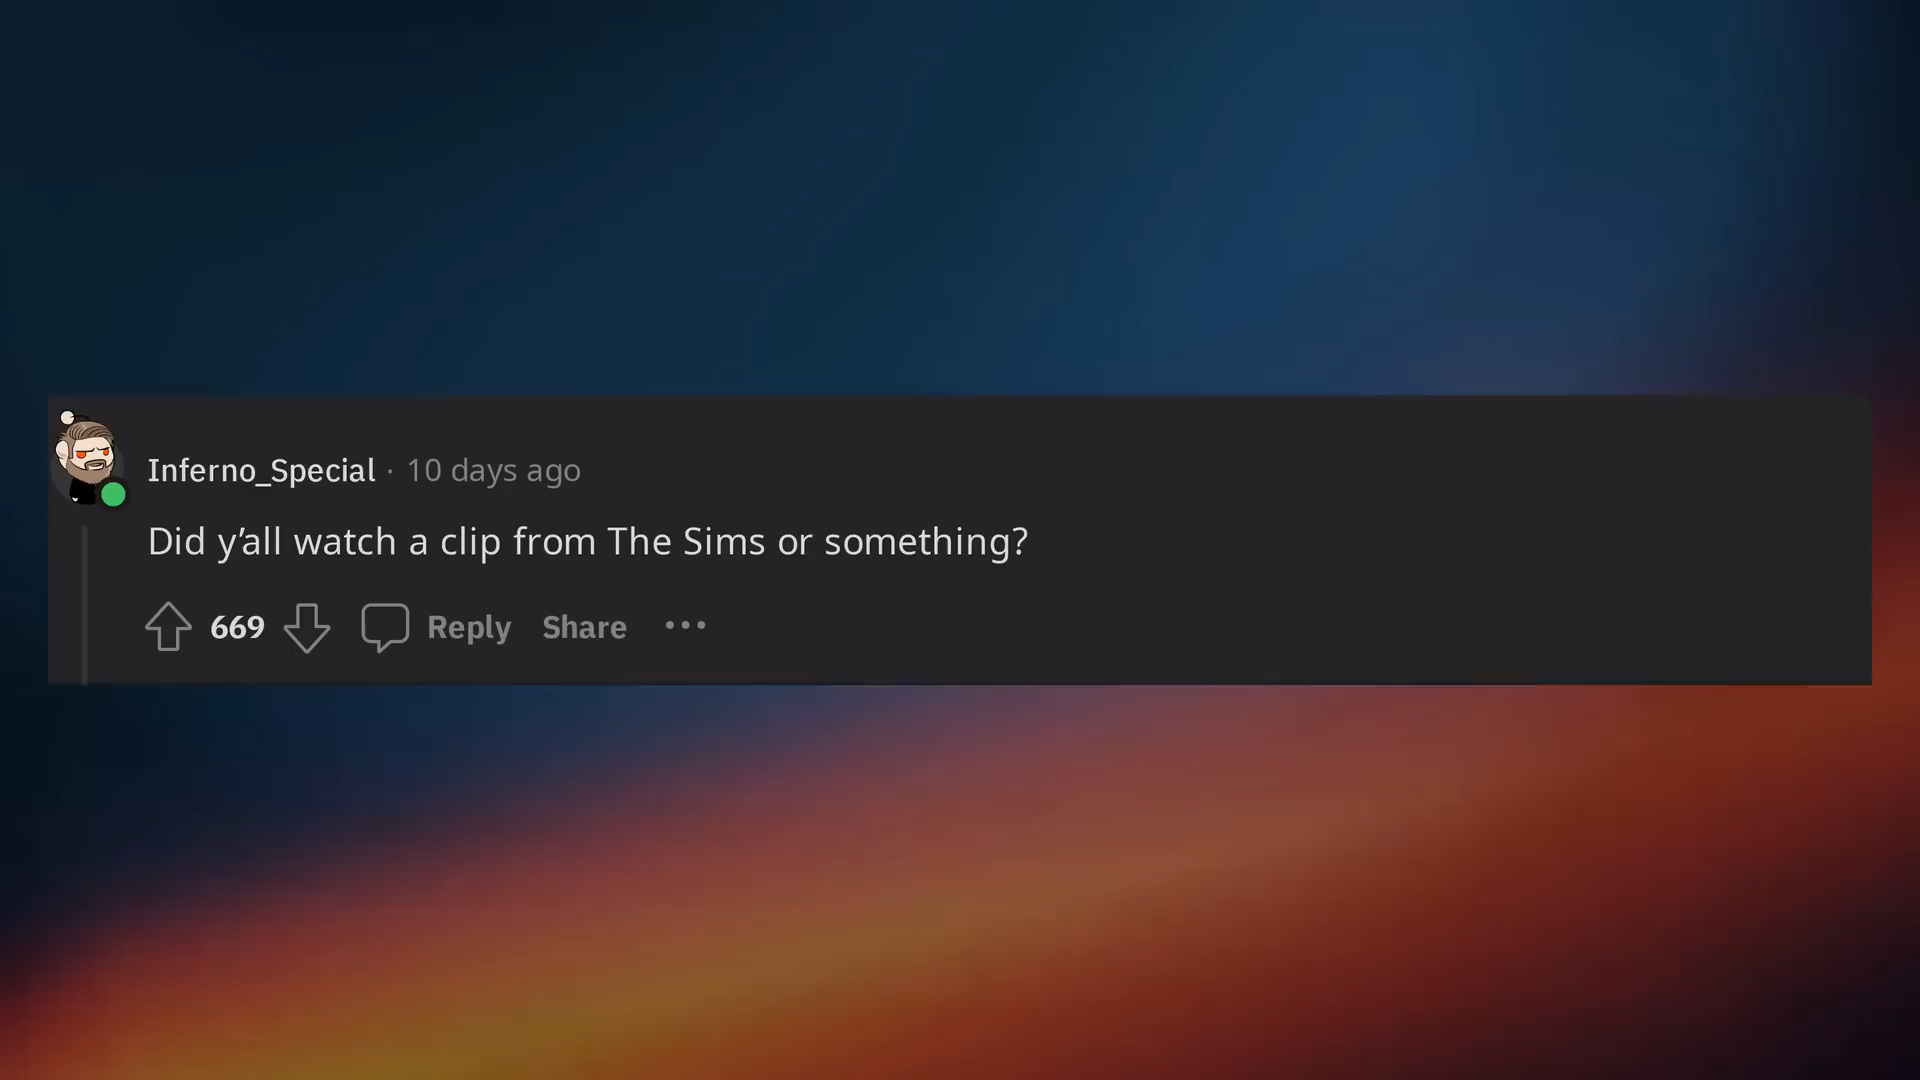 Inferno_Special · 10 days ago
Did y’all watch a clip from The Sims or something?
669 Reply Share ···